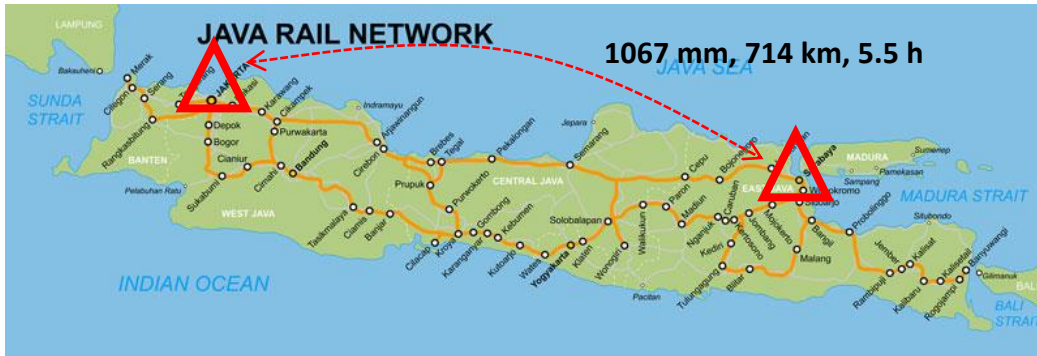 LAMPUNG
JAVA RAIL NETWORK
1067 mm, 714 km, 5.5 h
JAVA SEA
Bakauheni
Merak
Cilegon
Serang
JAKARTA
Karawang
Cikampek
SUNDA
STRAIT
Rangkasbitung
Depok
Bogor
Purwakarta
Indramayu
Arjawinangun
BANTEN
Cianjur
Bandung
Cimahi
Cirebon
Pelabuhan Ratu
Sukabumi
WEST JAVA
Brebes
Tegal
Pekalongan
Jepara
Semarang
Prupuk
Purwokerto
CENTRAL JAVA
Tasikmalaya
Ciamis
Banjar
Cilacap
Kroya
Gombong
Karanganyar
Kebumen
Kutoarjo
Wates
Yogyakarta
Klaten
Solobalapan
Wonogiri
Walikukun
Paron
Madiun
Cepu
Bojonegoro
Caruban
Nganjuk
Kertosono
Kediri
Jombang
Mojokerto
EAST JAVA
Surabaya
Sidoarjo
Bangil
Malang
Tulungagung
Blitar
Pacitan
MADURA
Sumenep
Pamekasan
Sampang
MADURA STRAIT
Probolinggo
Situbondo
Jember
Rambipuji
Kalisat
Kalibaru
Kalisetail
Rogojampi
Banyuwangi
Gilimanuk
BALI
STRAIT
INDIAN OCEAN